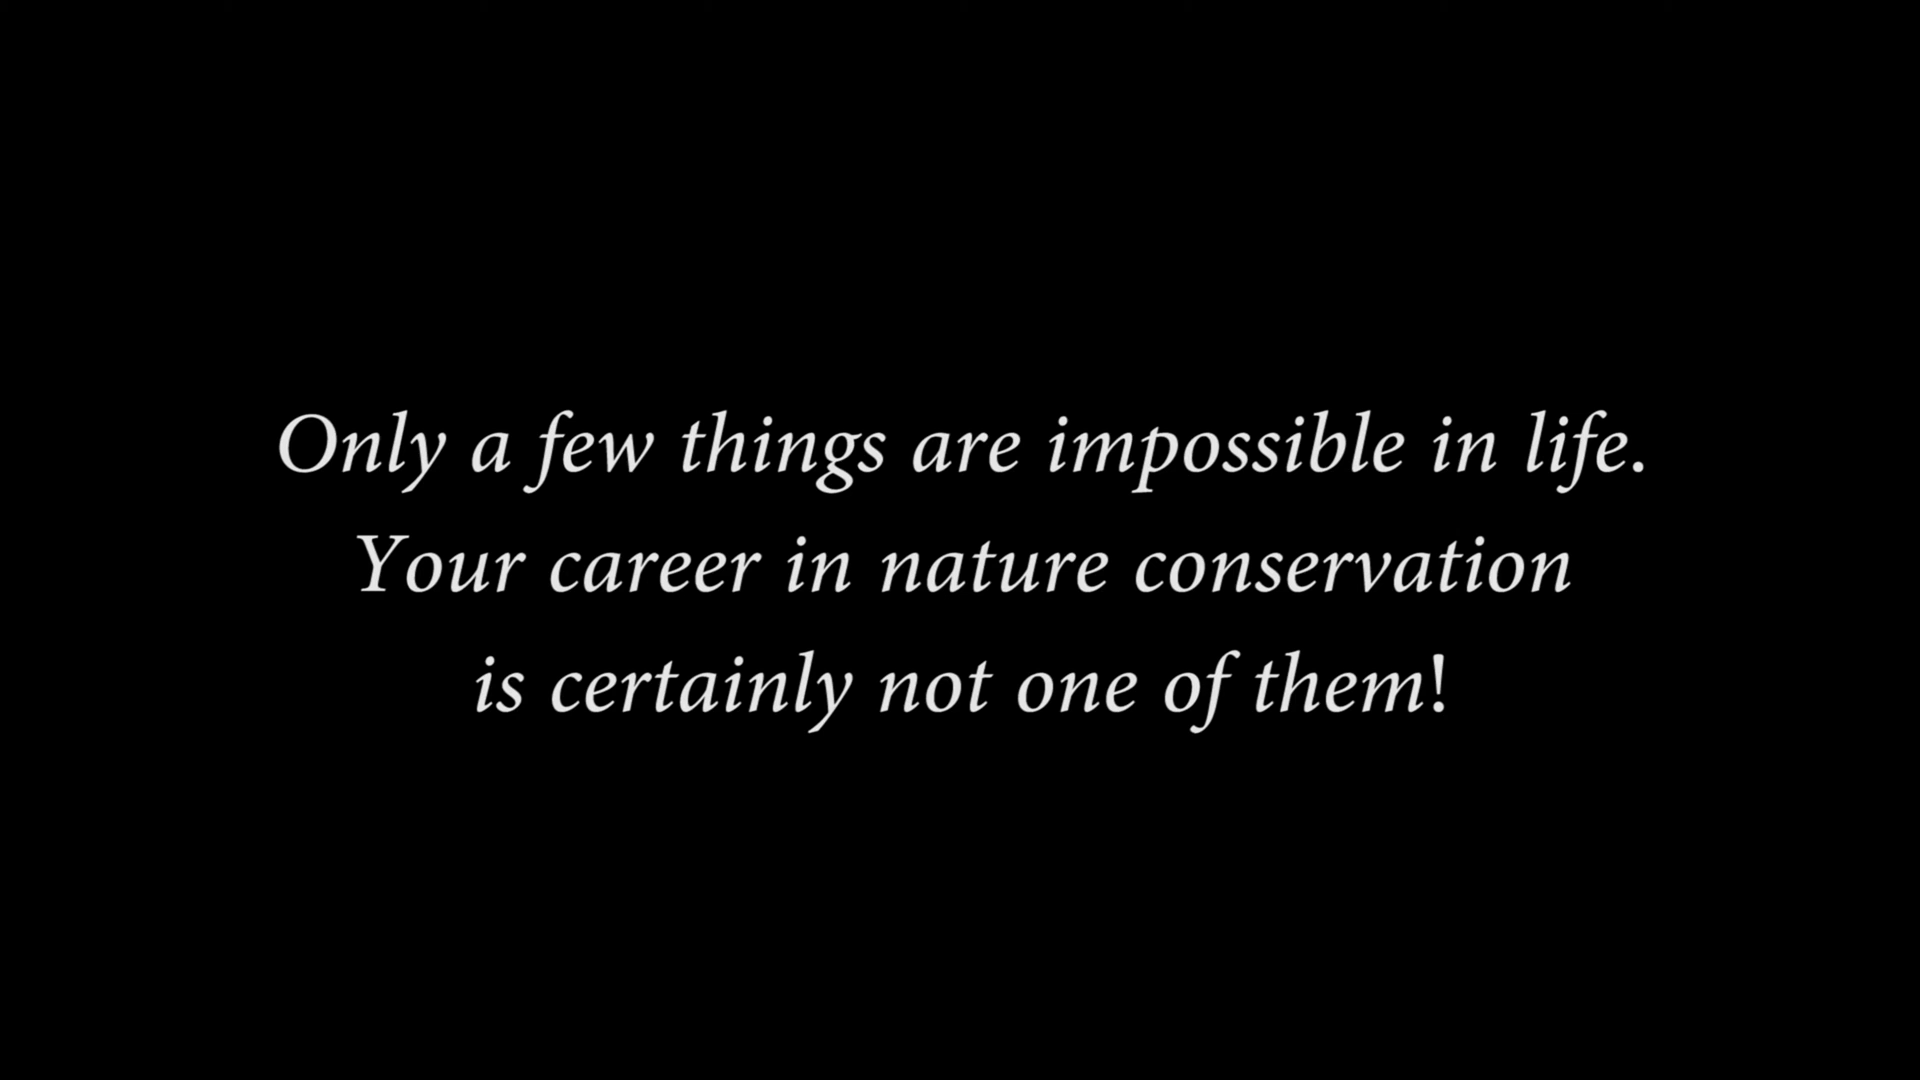 Only a few things are impossible in life.
Your career in nature conservation
is certainly not one of them!